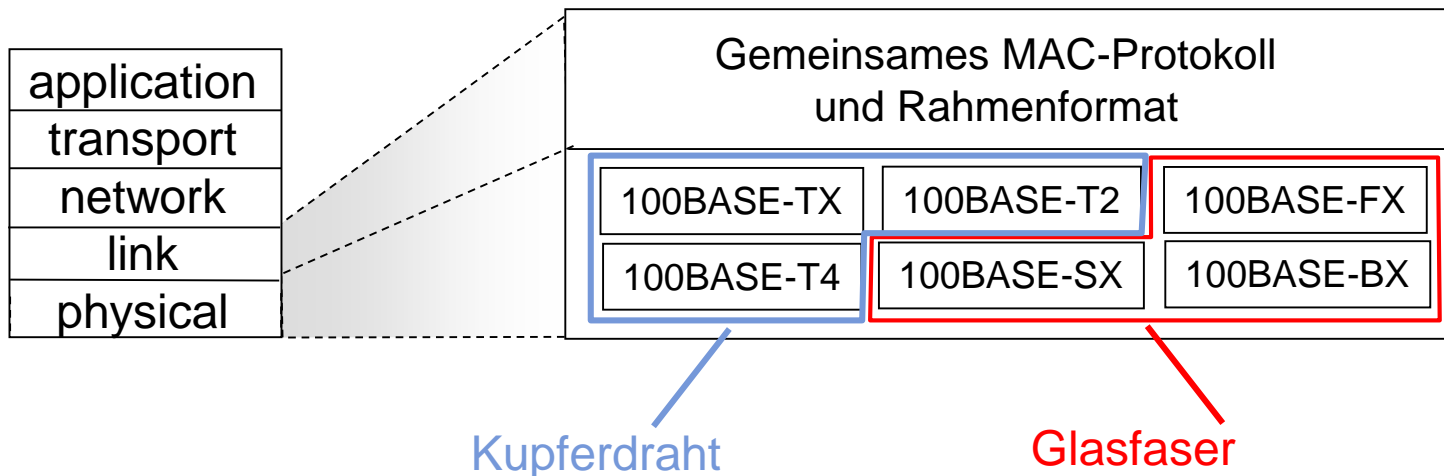 application
transport
network
link
physical
Gemeinsames MAC-Protokoll
und Rahmenformat
100BASE-TX
100BASE-T2
100BASE-FX
100BASE-T4
100BASE-SX
100BASE-BX
Kupferdraht
Glasfaser